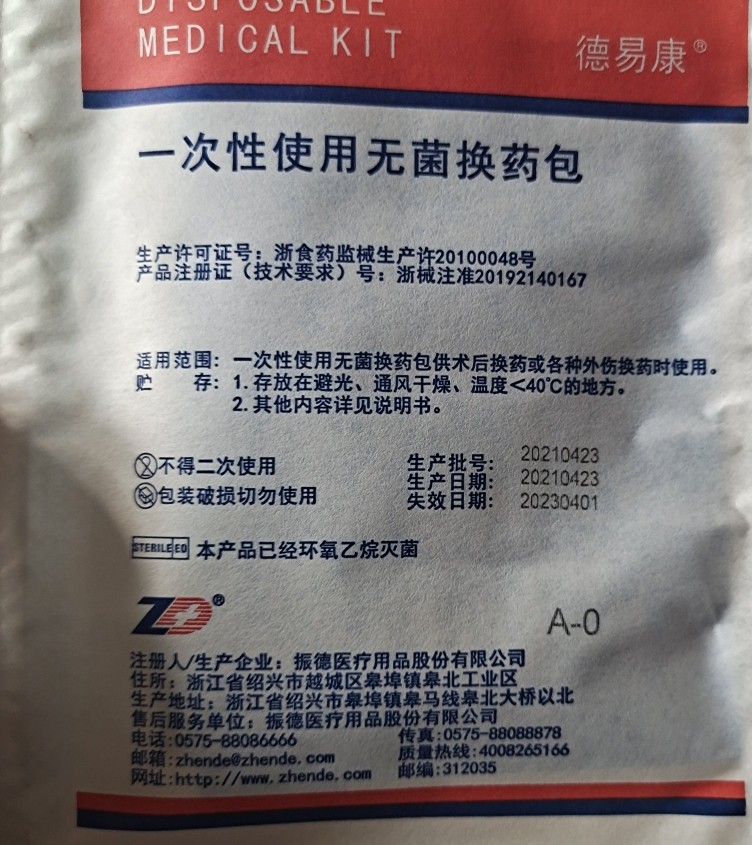 DISPOSABLE
MEDICAL KIT
德易康®
一次性使用无菌换药包
生产许可证号：浙食药监械生产许20100048号
产品注册证（技术要求）号：浙械注准20192140167
适用范围：一次性使用无菌换药包供术后换药或各种外伤换药时使用。
贮 存：1.存放在避光、通风干燥、温度<40℃的地方。
2.其他内容详见说明书。
不得二次使用
包装破损切勿使用
生产批号：20210423
生产日期：20210423
失效日期：20230401
STERILE EO 本产品已经环氧乙烷灭菌
ZD®
A-0
注册人/生产企业：振德医疗用品股份有限公司
住所：浙江省绍兴市越城区皋埠镇皋北工业区
生产地址：浙江省绍兴市皋埠镇皋马线皋北大桥以北
售后服务单位：振德医疗用品股份有限公司
电话:0575-88086666 传真:0575-88088878
邮箱:zhende@zhende.com 质量热线:4008265166
网址:http://www.zhende.com 邮编:312035